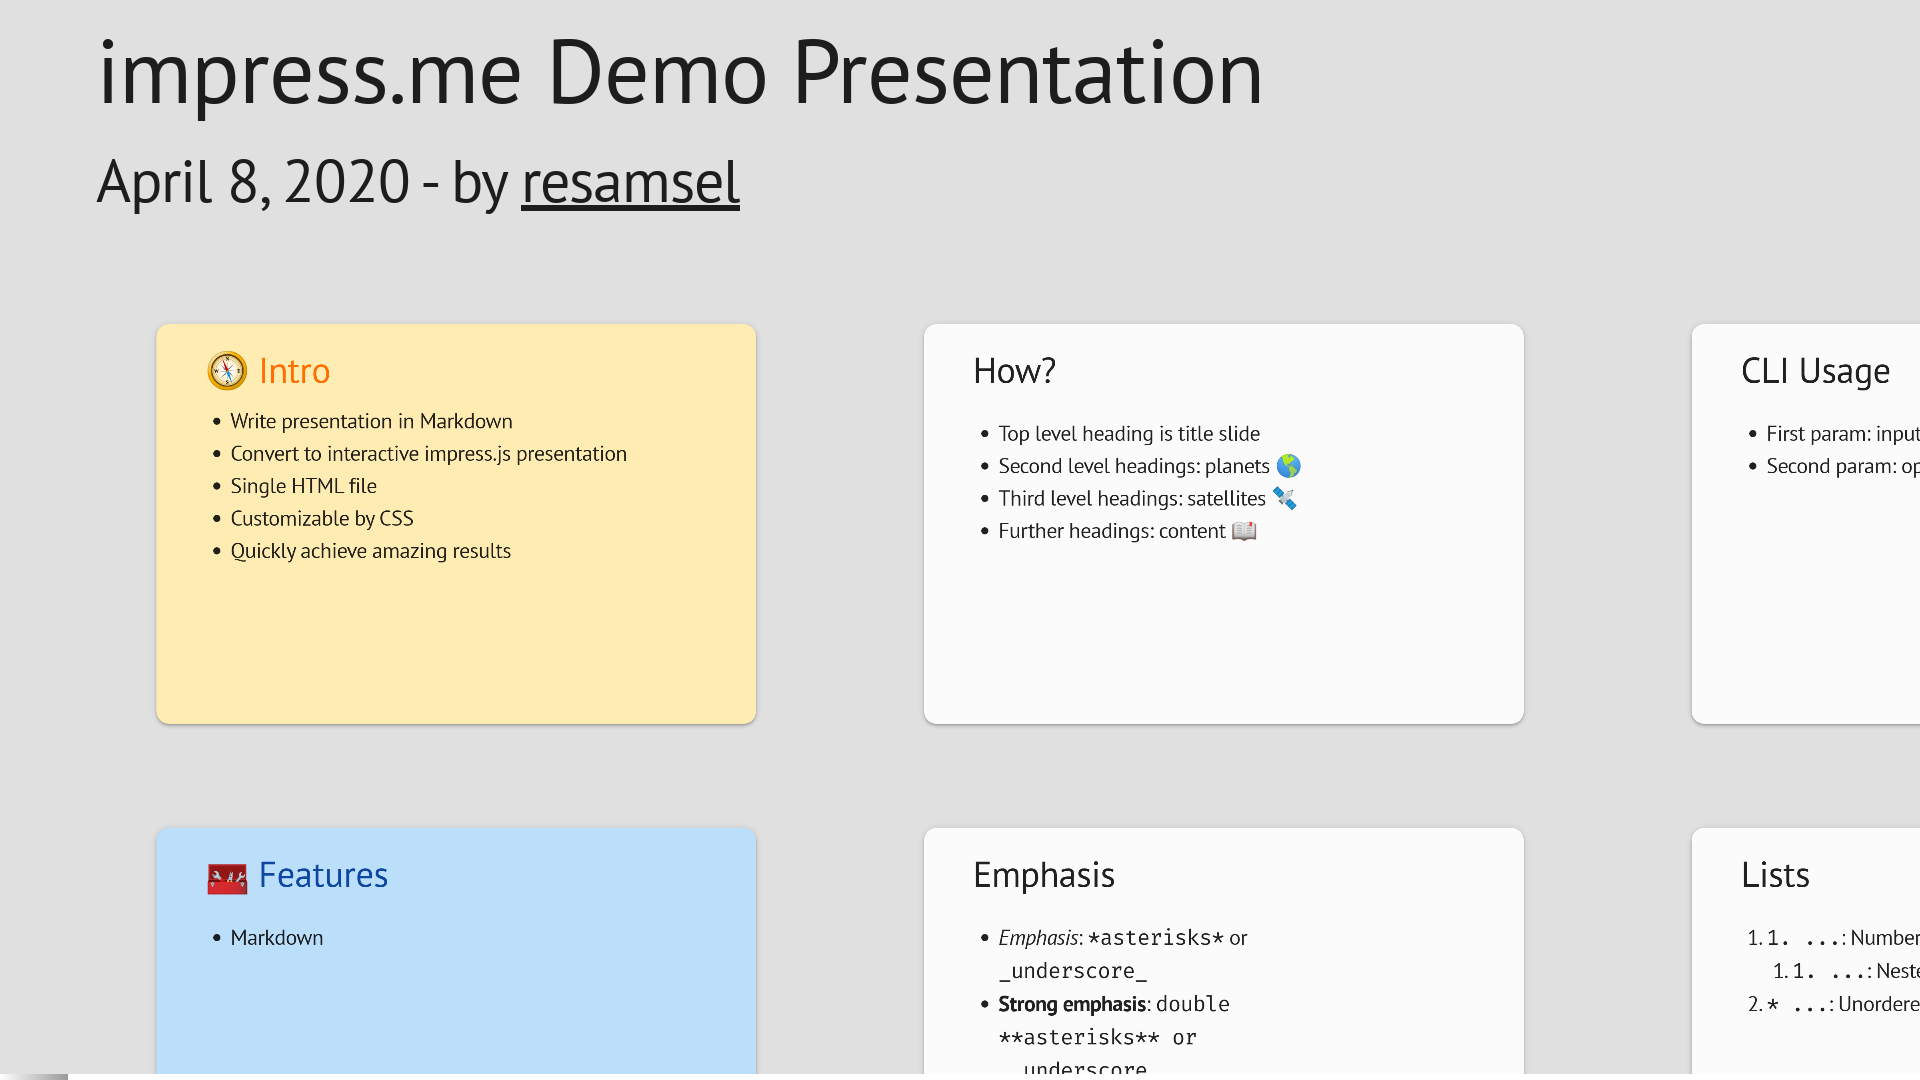 impress.me Demo Presentation
April 8, 2020 - by resamsel
Intro
• Write presentation in Markdown
• Convert to interactive impress.js presentation
• Single HTML file
• Customizable by CSS
• Quickly achieve amazing results
How?
• Top level heading is title slide
• Second level headings: planets 🌎
• Third level headings: satellites 🛰
• Further headings: content 📖
CLI Usage
• First param: input
• Second param:
Features
• Markdown
Emphasis
• Emphasis: *asterisks* or
_underscore_
• Strong emphasis: double
**asterisks** or
__underscore__
Lists
1. 1. ...: Number
1. 1. ...: Neste
2. * ...: Unordere